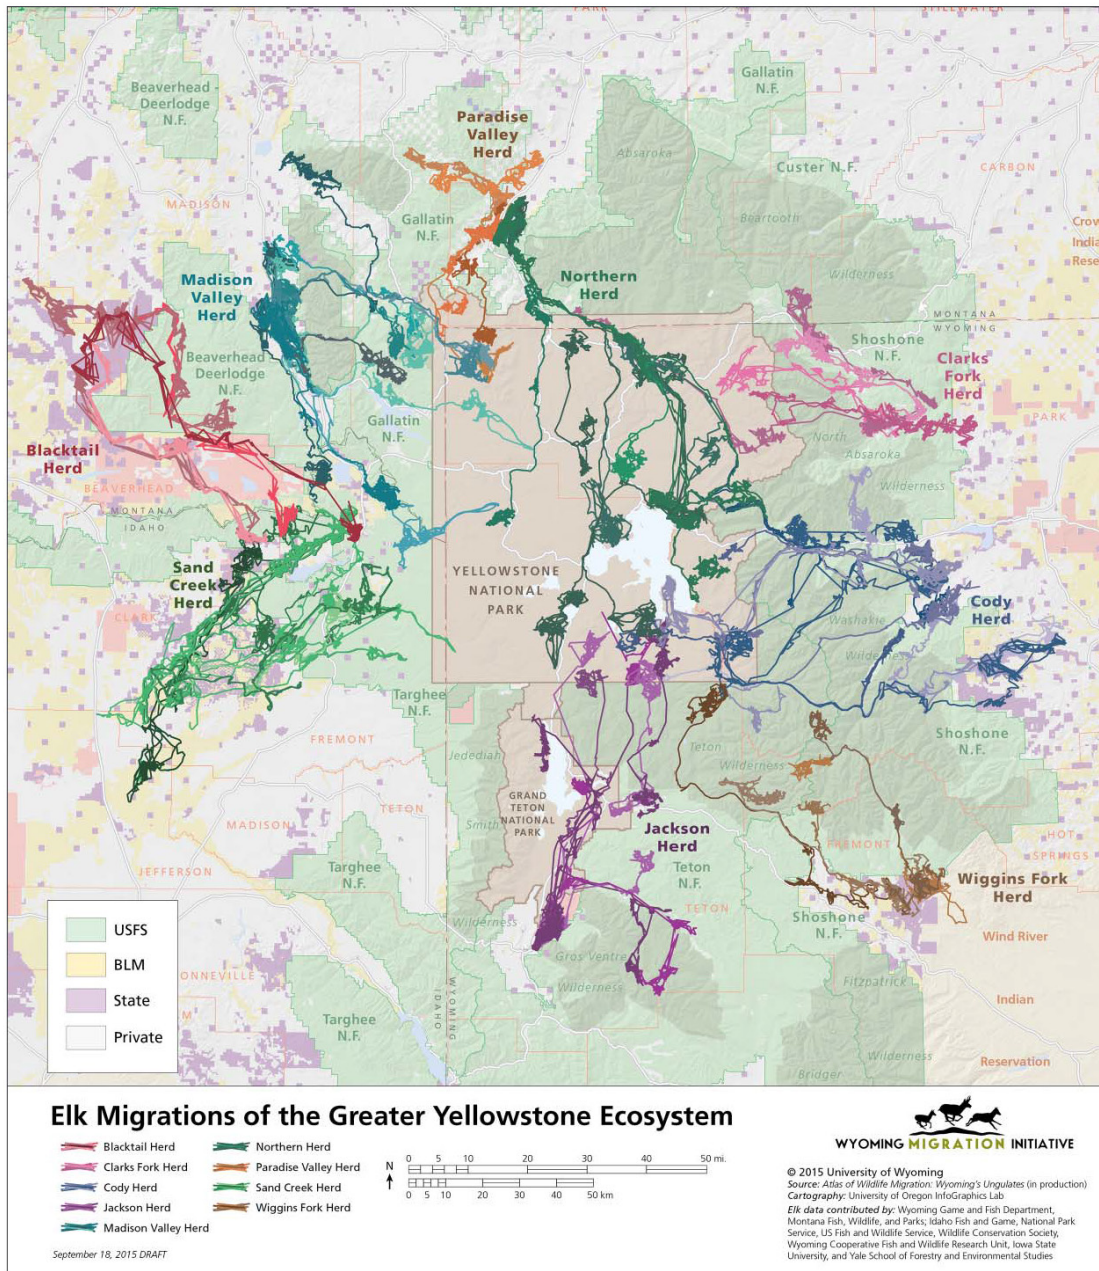 PARK
STILLWATER
Beaverhead -
Deerlodge
N.F.
Gallatin
N.F.
Paradise
Valley
Herd
Absaroka
Custer N.F.
CARBON
MADISON
Gallatin
N.F.
Beartooth
Crow
India
Rese
Madison
Valley
Herd
Northern
Herd
Wilderness
MONTANA
WYOMING
Shoshone
N.F.
Beaverhead
Deerlodge
N.F.
Clarks
Fork
Herd
Gallatin
N.F.
PARK
Blacktail
Herd
North
Absaroka
Wilderness
BEAVERHEAD
MONTANA
IDAHO
Sand
Creek
Herd
YELLOWSTONE
NATIONAL
PARK
CLARK
Cody
Herd
Washakie
Wilderness
Targhee
N.F.
Shoshone
N.F.
FREMONT
Jedediah
Teton
Wilderness
TETON
GRAND
TETON
NATIONAL
PARK
MADISON
Smith
Jackson
Herd
FREMONT
HOT
SPRINGS
JEFFERSON
Targhee
N.F.
Teton
N.F.
TETON
Wiggins Fork
Herd
Wilderness
Shoshone
N.F.
Wind River
Gros Ventre
Wilderness
Fitzpatrick
ONNEVILLE
WYOMING
IDAHO
Indian
Targhee
N.F.
Wilderness
Reservation
Bridger
USFS
BLM
State
Private
Elk Migrations of the Greater Yellowstone Ecosystem
Blacktail Herd
Clarks Fork Herd
Cody Herd
Jackson Herd
Madison Valley Herd
Northern Herd
Paradise Valley Herd
Sand Creek Herd
Wiggins Fork Herd
N
0 5 10 20 30 40 50 mi.
0 5 10 20 30 40 50 km
September 18, 2015 DRAFT
WYOMING MIGRATION INITIATIVE
© 2015 University of Wyoming
Source: Atlas of Wildlife Migration: Wyoming's Ungulates (in production)
Cartography: University of Oregon InfoGraphics Lab
Elk data contributed by: Wyoming Game and Fish Department,
Montana Fish, Wildlife, and Parks; Idaho Fish and Game, National Park
Service, US Fish and Wildlife Service, Wildlife Conservation Society,
Wyoming Cooperative Fish and Wildlife Research Unit, Iowa State
University, and Yale School of Forestry and Environmental Studies